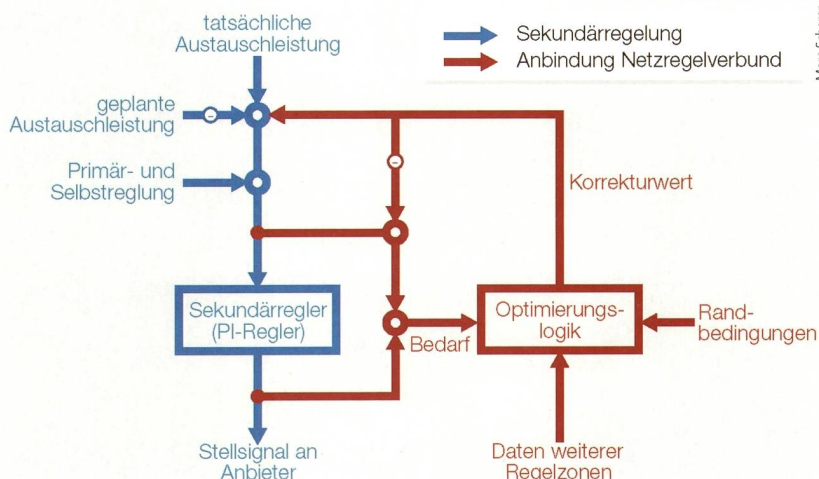 tatsächliche
Austauschleistung
Sekundärregelung
Anbindung Netzregelverbund
geplante
Austauschleistung
-
-
Primär- und
Selbstreglung
Korrekturwert
Sekundärregler
(PI-Regler)
Optimierungs-
logik
Rand-
bedingungen
Bedarf
Stellsignal an
Anbieter
Daten weiterer
Regelzonen